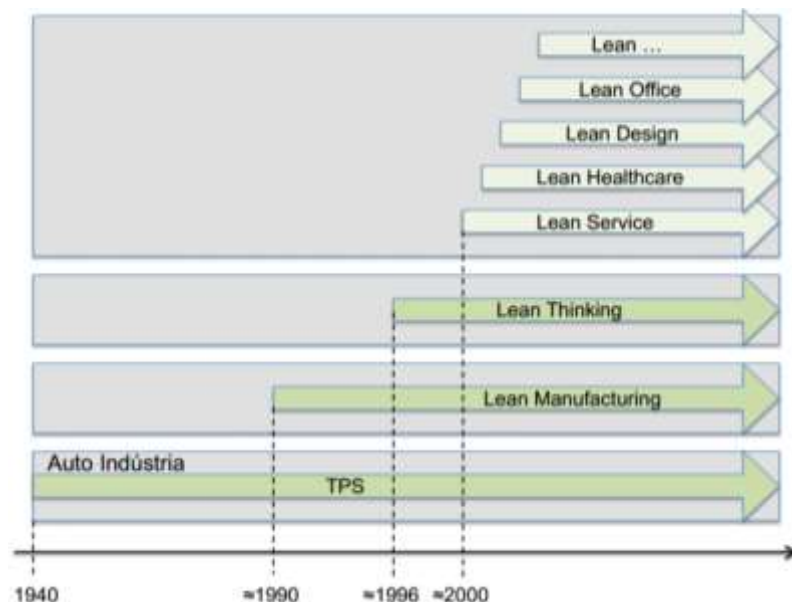 Lean ...
Lean Office
Lean Design
Lean Healthcare
Lean Service
Lean Thinking
Lean Manufacturing
Auto Indústria
TPS
1940 ≈1990 ≈1996 ≈2000